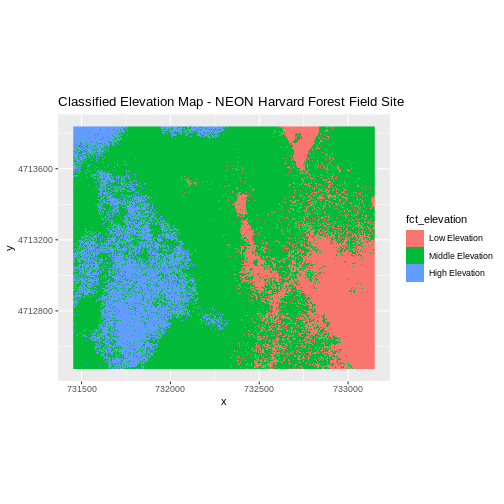 Classified Elevation Map - NEON Harvard Forest Field Site
4713600
4713200
4712800
y
731500 732000 732500 733000
x
fct_elevation
Low Elevation
Middle Elevation
High Elevation